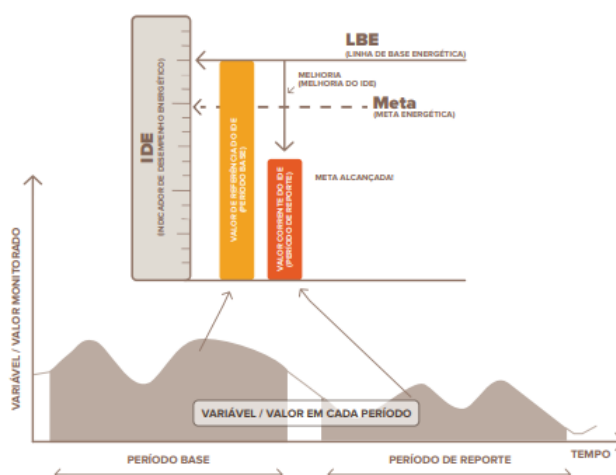 LBE
(LINHA DE BASE ENERGÉTICA)
MELHORIA
(MELHORIA DO IDE)
Meta
(META ENERGÉTICA)
META ALCANÇADA!
IDE
(INDICADOR DE DESEMPENHO ENERGÉTICO)
VALOR DE REFERÊNCIA DO IDE
(PERÍODO BASE)
VALOR CORRENTE DO IDE
(PERÍODO DE REPORTE)
VARIÁVEL / VALOR MONITORADO
VARIÁVEL / VALOR EM CADA PERÍODO
TEMPO
PERÍODO BASE
PERÍODO DE REPORTE